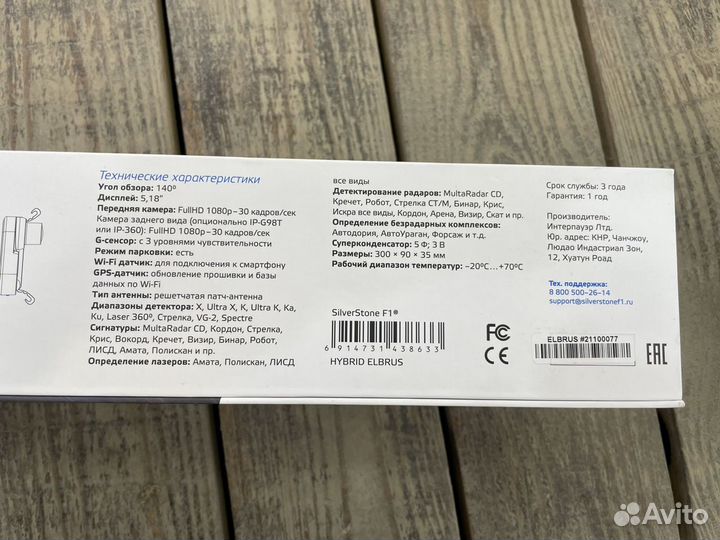 Технические характеристики
Угол обзора: 140º
Дисплей: 5,18"
Передняя камера: FullHD 1080p–30 кадров/сек
Камера заднего вида (опционально IP-G98T
или IP-360): FullHD 1080p–30 кадров/сек
G-сенсор: с 3 уровнями чувствительности
Режим парковки: есть
Wi-Fi датчик: для подключения к смартфону
GPS-датчик: обновление прошивки и базы
данных по Wi-Fi
Тип антенны: решетчатая патч-антенна
Диапазоны детектора: X, Ultra X, K, Ultra K, Ka,
Ku, Laser 360º, Стрелка, VG-2, Spectre
Сигнатуры: MultaRadar CD, Кордон, Стрелка,
Крис, Вокорд, Кречет, Визир, Бинар, Робот,
ЛИСД, Амата, Полискан и пр.
Определение лазеров: Амата, Полискан, ЛИСД
все виды
Детектирование радаров: MultaRadar CD,
Кречет, Робот, Стрелка СТ/М, Бинар, Крис,
Искра все виды, Кордон, Арена, Визир, Скат и пр.
Определение безрадарных комплексов:
Автодория, АвтоУраган, Форсаж и т.д.
Суперконденсатор: 5 Ф; 3 В
Размеры: 300 × 90 × 35 мм
Рабочий диапазон температур: –20ºС...+70ºС
SilverStone F1®
6 914731 438633
HYBRID ELBRUS
Срок службы: 3 года
Гарантия: 1 год
Производитель:
Интерпауэр Лтд.
Юр. адрес: КНР, Чанчжоу,
Людао Индастриал Зон,
12, Хуатун Роад
Тех. поддержка:
8 800 500-26-14
support@silverstonef1.ru
FC
CE
ELBRUS #21100077
EAC
Avito